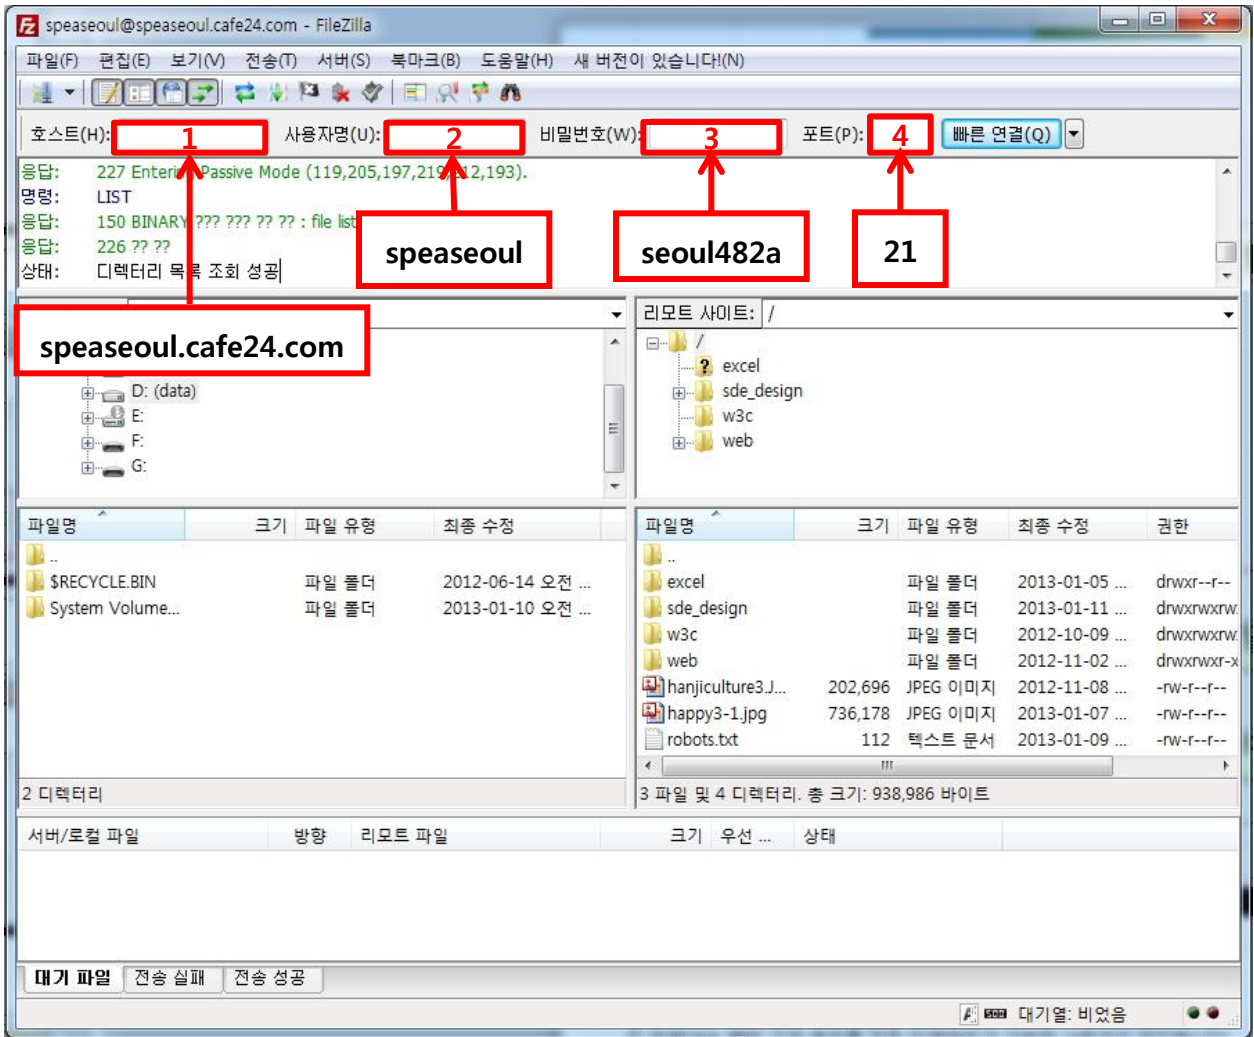 speaseoul@speaseoul.cafe24.com - FileZilla
파일(F) 편집(E) 보기(V) 전송(T) 서버(S) 북마크(B) 도움말(H) 새 버전이 있습니다!(N)
호스트(H): 1 사용자명(U): 2 비밀번호(W): 3 포트(P): 4 빠른 연결(Q)
응답: 227 Entering Passive Mode (119,205,197,219,212,193).
명령: LIST
응답: 150 BINARY ??? ??? ?? ?? : file list
응답: 226 ?? ??
상태: 디렉터리 목록 조회 성공
speaseoul seoul482a 21
speaseoul.cafe24.com
리모트 사이트: /
/
excel
sde_design
w3c
web
D: (data)
E:
F:
G:
파일명 크기 파일 유형 최종 수정
..
$RECYCLE.BIN 파일 폴더 2012-06-14 오전 ...
System Volume... 파일 폴더 2013-01-10 오전 ...
2 디렉터리
파일명 크기 파일 유형 최종 수정 권한
..
excel 파일 폴더 2013-01-05 ... drwxr--r--
sde_design 파일 폴더 2013-01-11 ... drwxrwxrw
w3c 파일 폴더 2012-10-09 ... drwxrwxrw
web 파일 폴더 2012-11-02 ... drwxrwxr-x
hanjiculture3.J... 202,696 JPEG 이미지 2012-11-08 ... -rw-r--r--
happy3-1.jpg 736,178 JPEG 이미지 2013-01-07 ... -rw-r--r--
robots.txt 112 텍스트 문서 2013-01-09 ... -rw-r--r--
3 파일 및 4 디렉터리. 총 크기: 938,986 바이트
서버/로컬 파일 방향 리모트 파일 크기 우선 ... 상태
대기 파일 전송 실패 전송 성공
대기열: 비었음